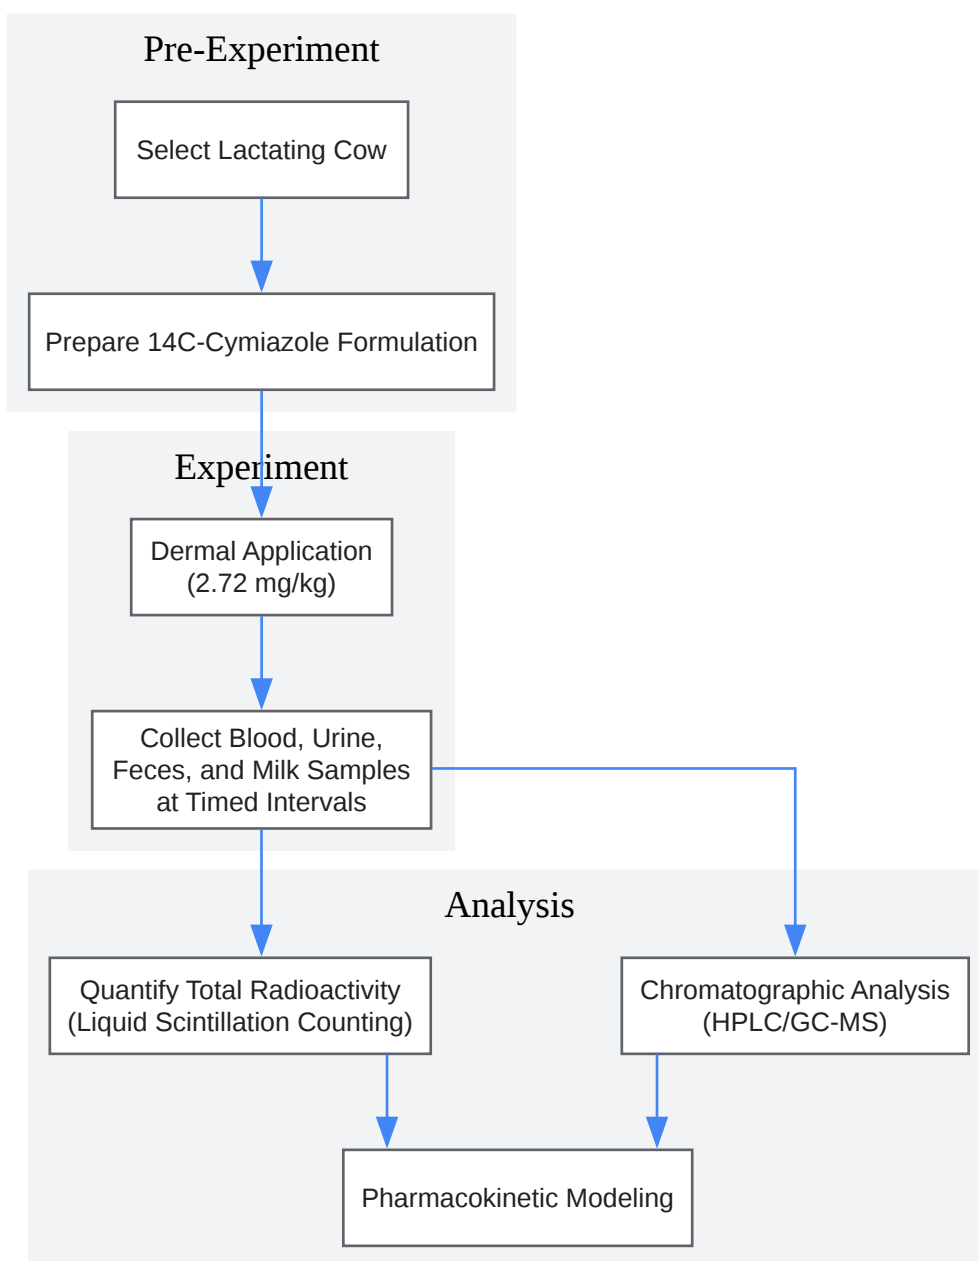 Pre-Experiment
Select Lactating Cow
Prepare 14C-Cymiazole Formulation
Experiment
Dermal Application
(2.72 mg/kg)
Collect Blood, Urine,
Feces, and Milk Samples
at Timed Intervals
Analysis
Quantify Total Radioactivity
(Liquid Scintillation Counting)
Chromatographic Analysis
(HPLC/GC-MS)
Pharmacokinetic Modeling